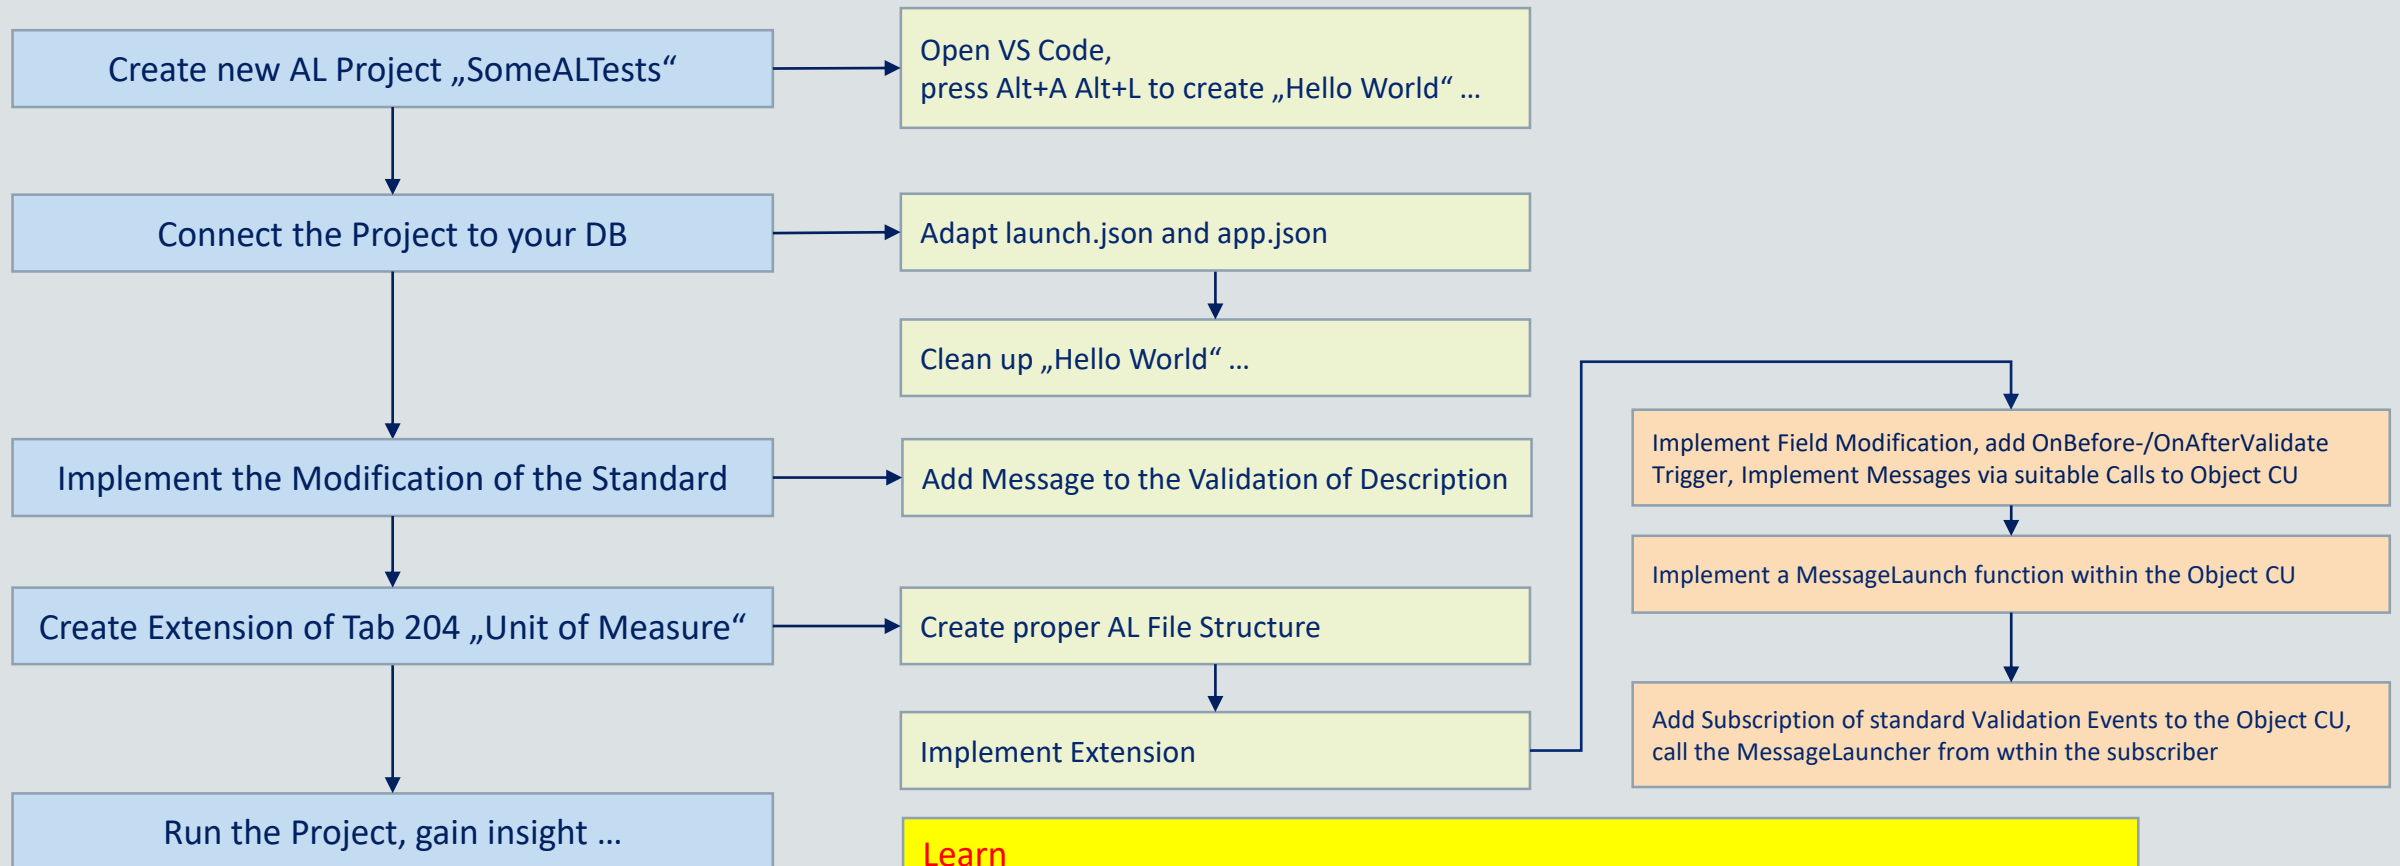 Create new AL Project „SomeALTests“
Open VS Code,
press Alt+A Alt+L to create „Hello World“ …
Connect the Project to your DB
Adapt launch.json and app.json
Clean up „Hello World“ …
Implement the Modification of the Standard
Add Message to the Validation of Description
Create Extension of Tab 204 „Unit of Measure“
Create proper AL File Structure
Implement Extension
Implement Field Modification, add OnBefore-/OnAfterValidate
Trigger, Implement Messages via suitable Calls to Object CU
Implement a MessageLaunch function within the Object CU
Add Subscription of standard Validation Events to the Object CU,
call the MessageLauncher from wthin the subscriber
Run the Project, gain insight …
Learn